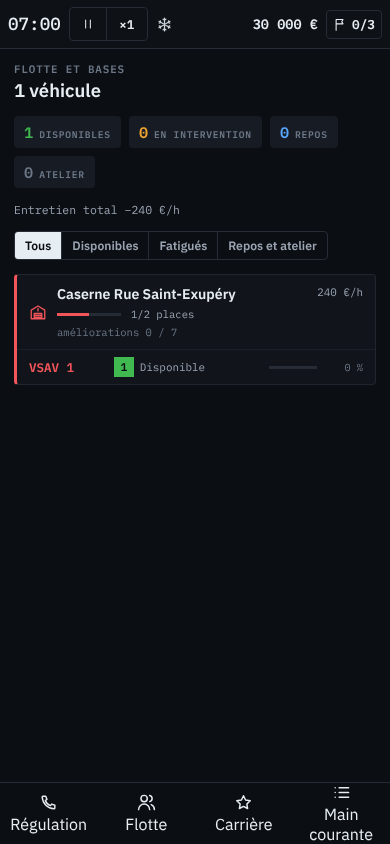 07:00 ×1 30 000 € 0/3
FLOTTE ET BASES
1 véhicule
1 DISPONIBLES 0 EN INTERVENTION 0 REPOS
0 ATELIER
Entretien total −240 €/h
Tous Disponibles Fatigués Repos et atelier
Caserne Rue Saint-Exupéry 240 €/h
1/2 places
améliorations 0 / 7
VSAV 1 1 Disponible 0 %
Régulation Flotte Carrière Main courante